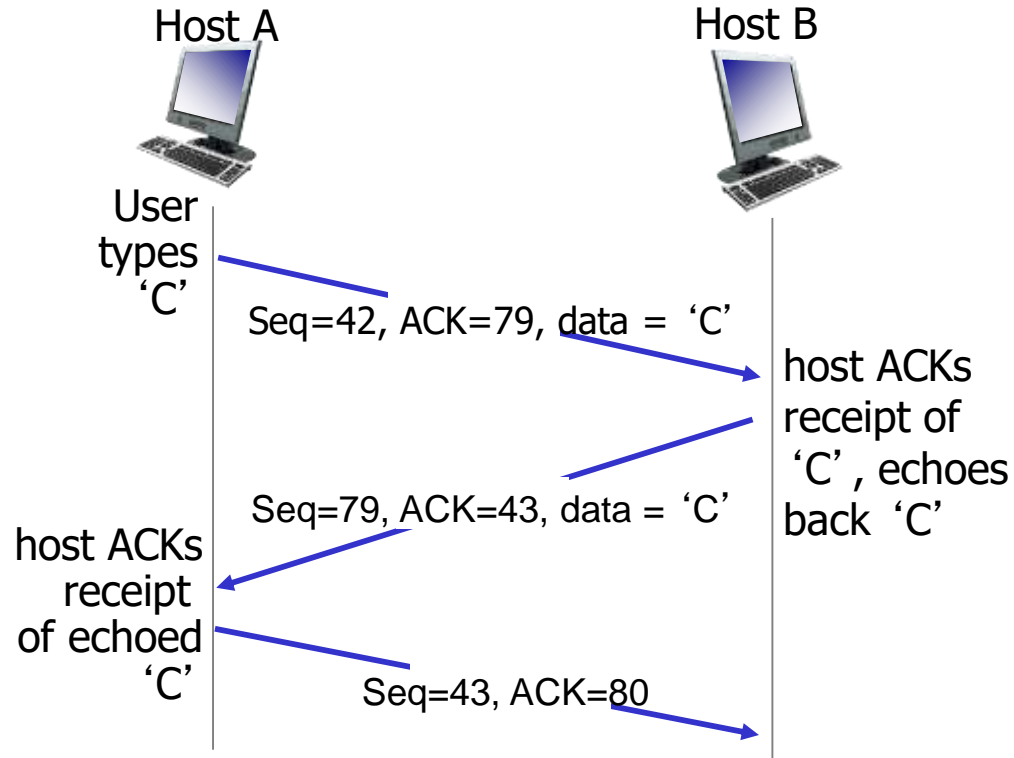 Host A
Host B
User
types
‘C’
Seq=42, ACK=79, data = ‘C’
host ACKs
receipt of
‘C’, echoes
back ‘C’
Seq=79, ACK=43, data = ‘C’
host ACKs
receipt
of echoed
‘C’
Seq=43, ACK=80